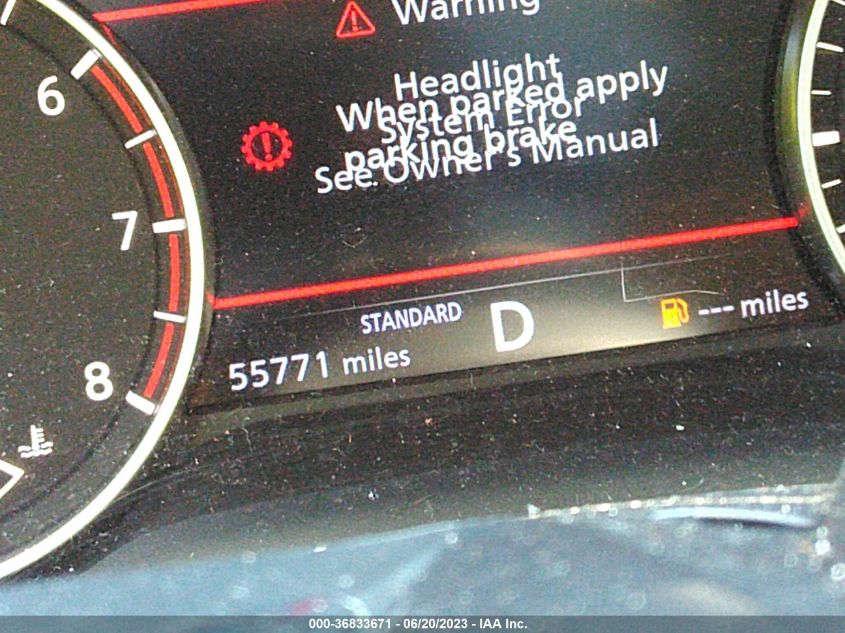 Warning
Headlight
When parked apply
System Error
parking brake
See Owner's Manual
6
7
8
STANDARD
D
--- miles
55771 miles
000-36833671 - 06/20/2023 - IAA Inc.